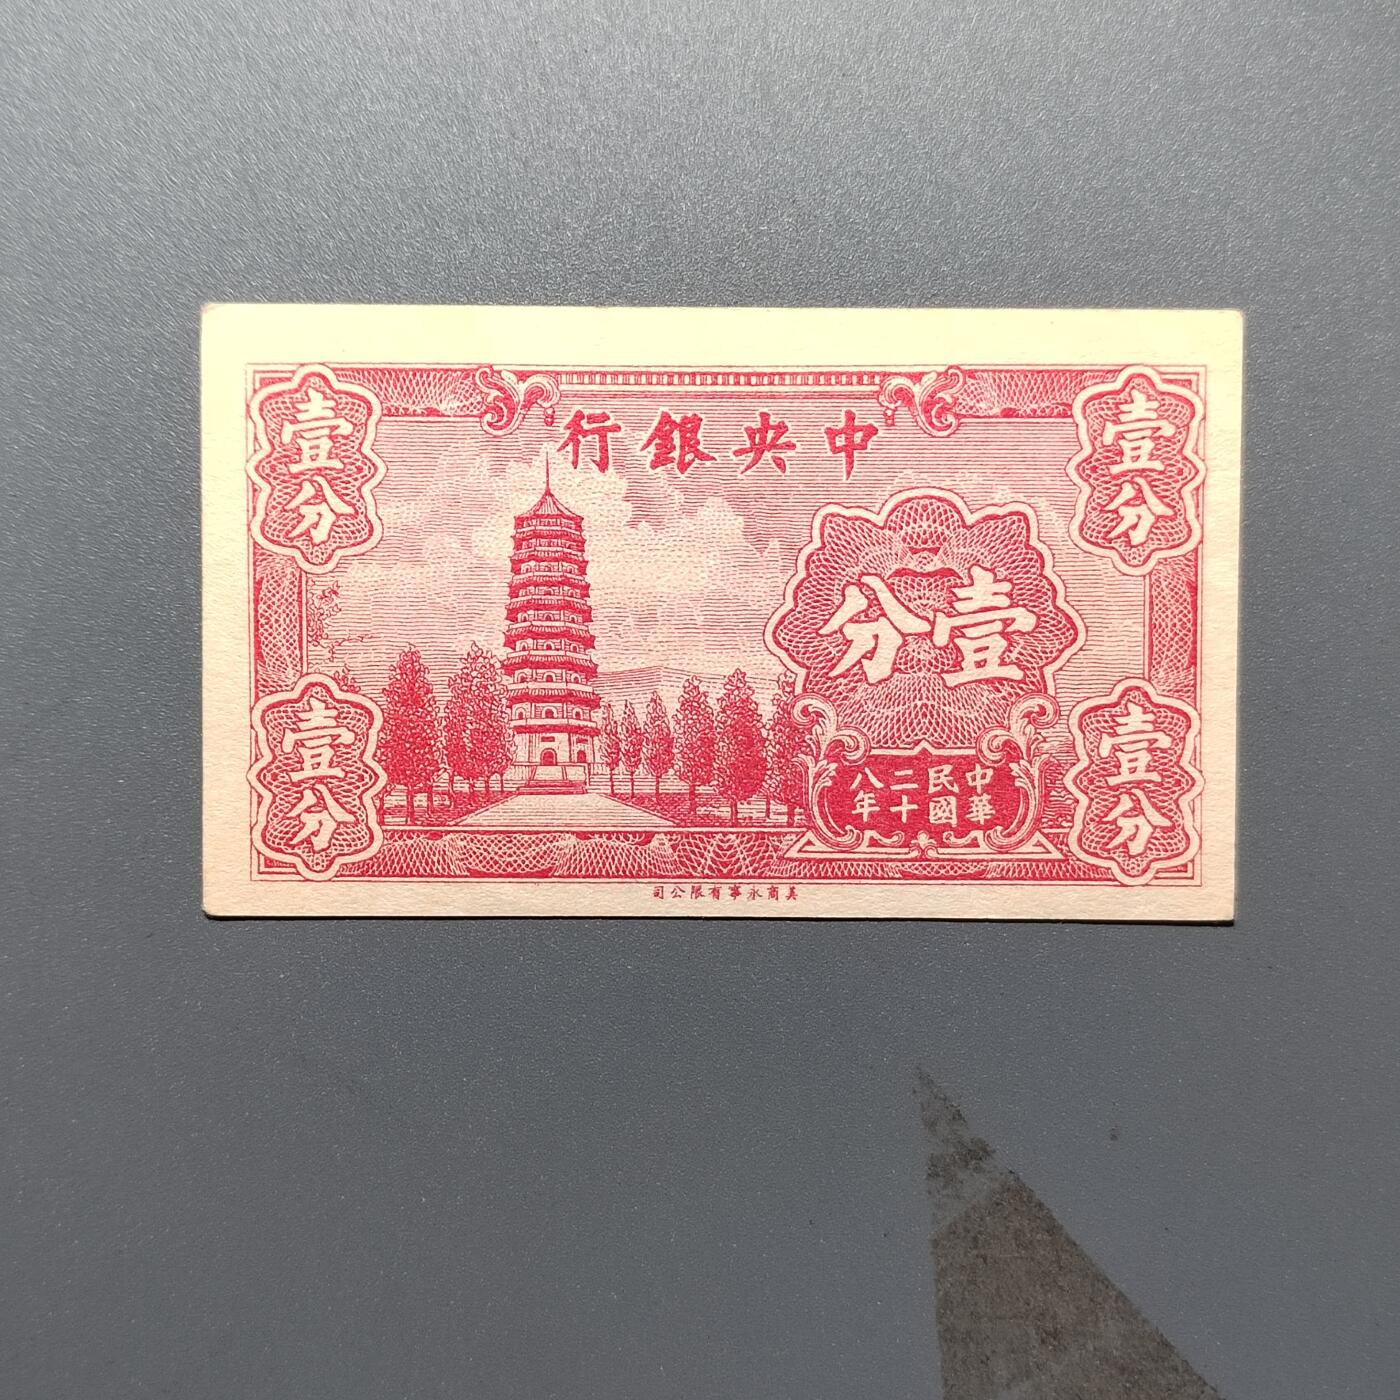 中央銀行
壹分
壹分
壹分
中華民國二十八年
壹分
壹分
美商永寧有限公司